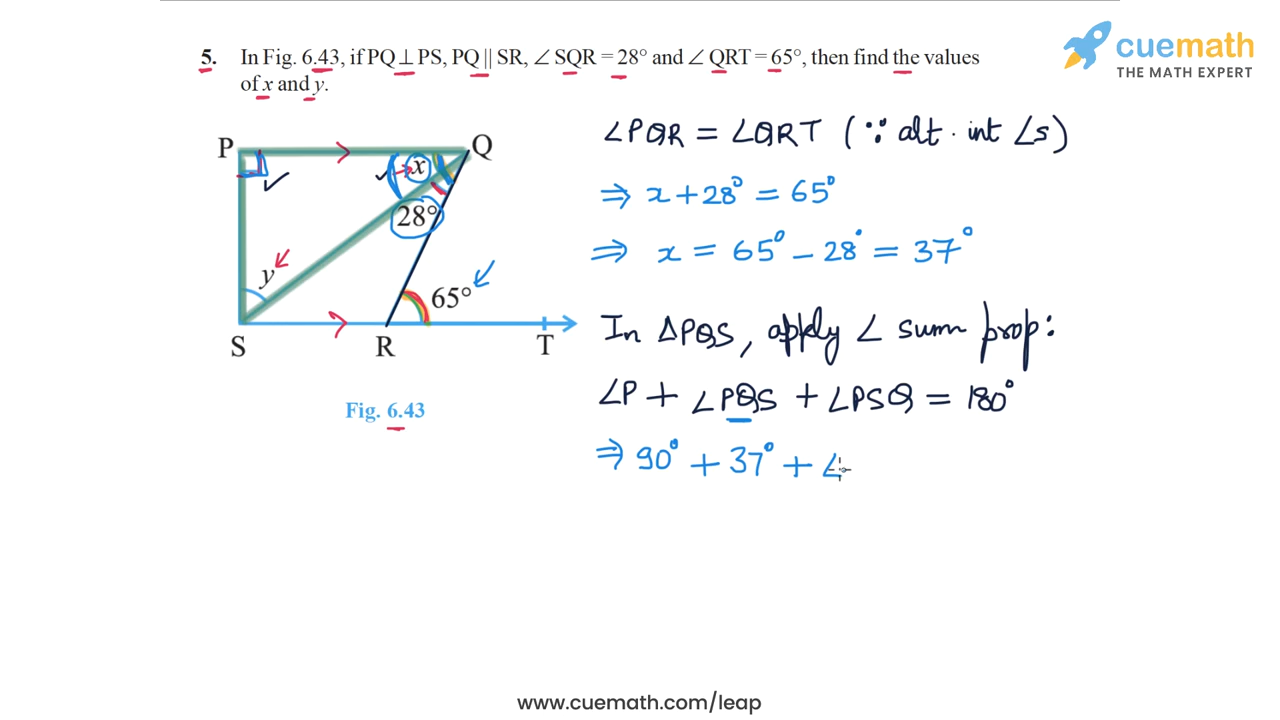 cuemath
THE MATH EXPERT
5. In Fig. 6.43, if PQ ⊥ PS, PQ || SR, ∠ SQR = 28° and ∠ QRT = 65°, then find the values
of x and y.
P
Q
x
28°
y
65°
S
R
T
Fig. 6.43
∠PQR = ∠QRT (∵ alt. int ∠s)
⇒ x + 28° = 65°
⇒ x = 65° - 28° = 37°
In ΔPQS, apply ∠ sum prop:
∠P + ∠PQS + ∠PSQ = 180°
⇒ 90° + 37° + ∠
www.cuemath.com/leap